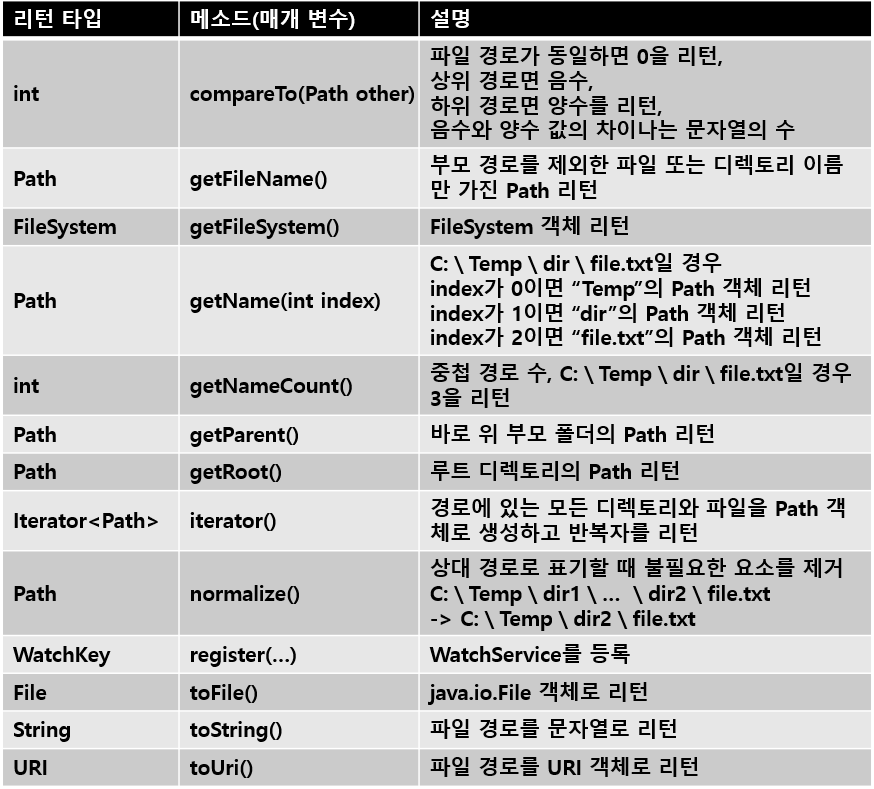 리턴 타입 메소드(매개 변수) 설명
int compareTo(Path other) 파일 경로가 동일하면 0을 리턴,
상위 경로면 음수,
하위 경로면 양수를 리턴,
음수와 양수 값의 차이나는 문자열의 수
Path getFileName() 부모 경로를 제외한 파일 또는 디렉토리 이름
만 가진 Path 리턴
FileSystem getFileSystem() FileSystem 객체 리턴
Path getName(int index) C: \ Temp \ dir \ file.txt일 경우
index가 0이면 “Temp”의 Path 객체 리턴
index가 1이면 “dir”의 Path 객체 리턴
index가 2이면 “file.txt”의 Path 객체 리턴
int getNameCount() 중첩 경로 수, C: \ Temp \ dir \ file.txt일 경우
3을 리턴
Path getParent() 바로 위 부모 폴더의 Path 리턴
Path getRoot() 루트 디렉토리의 Path 리턴
Iterator<Path> iterator() 경로에 있는 모든 디렉토리와 파일을 Path 객
체로 생성하고 반복자를 리턴
Path normalize() 상대 경로로 표기할 때 불필요한 요소를 제거
C: \ Temp \ dir1 \ … \ dir2 \ file.txt
-> C: \ Temp \ dir2 \ file.txt
WatchKey register(…) WatchService를 등록
File toFile() java.io.File 객체로 리턴
String toString() 파일 경로를 문자열로 리턴
URI toUri() 파일 경로를 URI 객체로 리턴